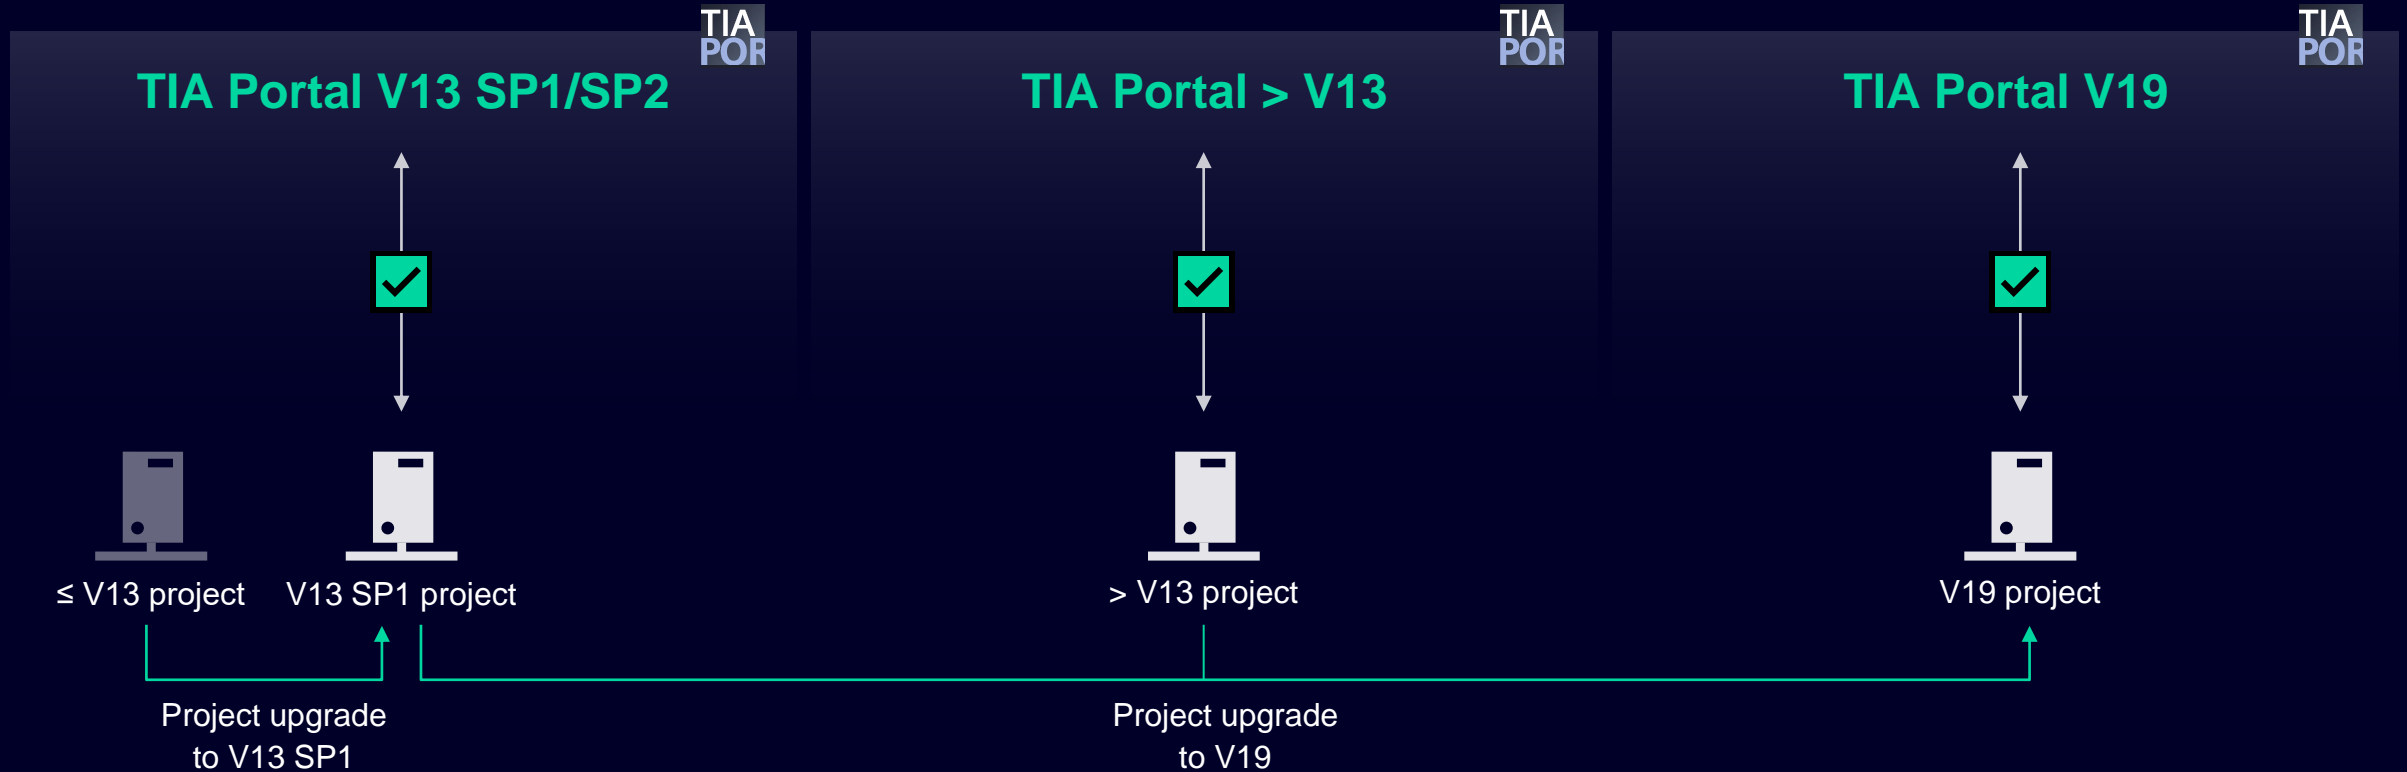 TIA
POR
TIA
POR
TIA
POR
TIA Portal V13 SP1/SP2
TIA Portal > V13
TIA Portal V19
≤ V13 project
V13 SP1 project
> V13 project
V19 project
Project upgrade
to V13 SP1
Project upgrade
to V19